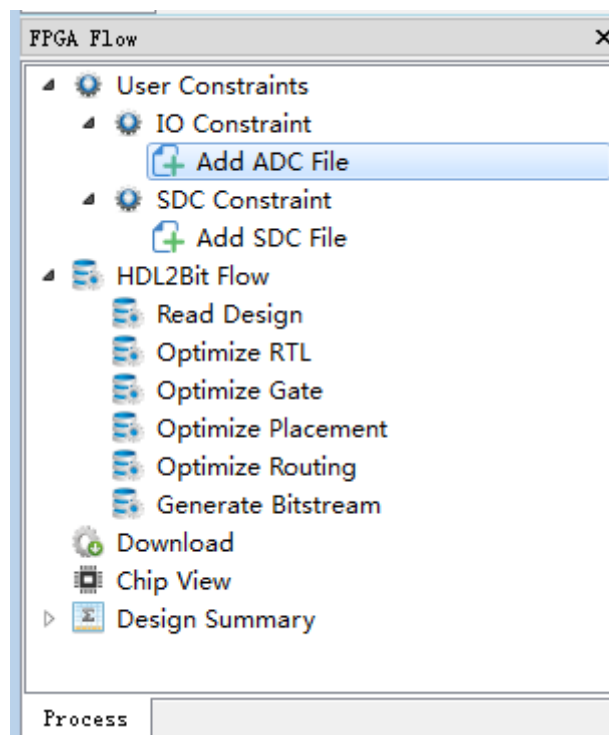 FPGA Flow
User Constraints
IO Constraint
Add ADC File
SDC Constraint
Add SDC File
HDL2Bit Flow
Read Design
Optimize RTL
Optimize Gate
Optimize Placement
Optimize Routing
Generate Bitstream
Download
Chip View
Design Summary
Process